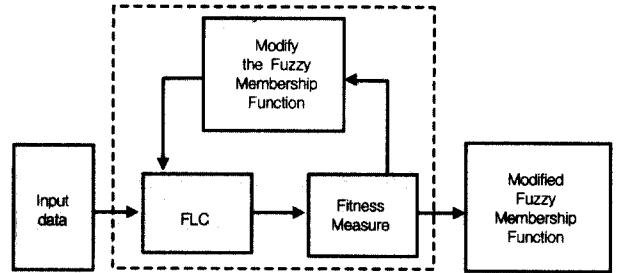 Modify
the Fuzzy
Membership
Function
Input
data
FLC
Fitness
Measure
Modified
Fuzzy
Membership
Function